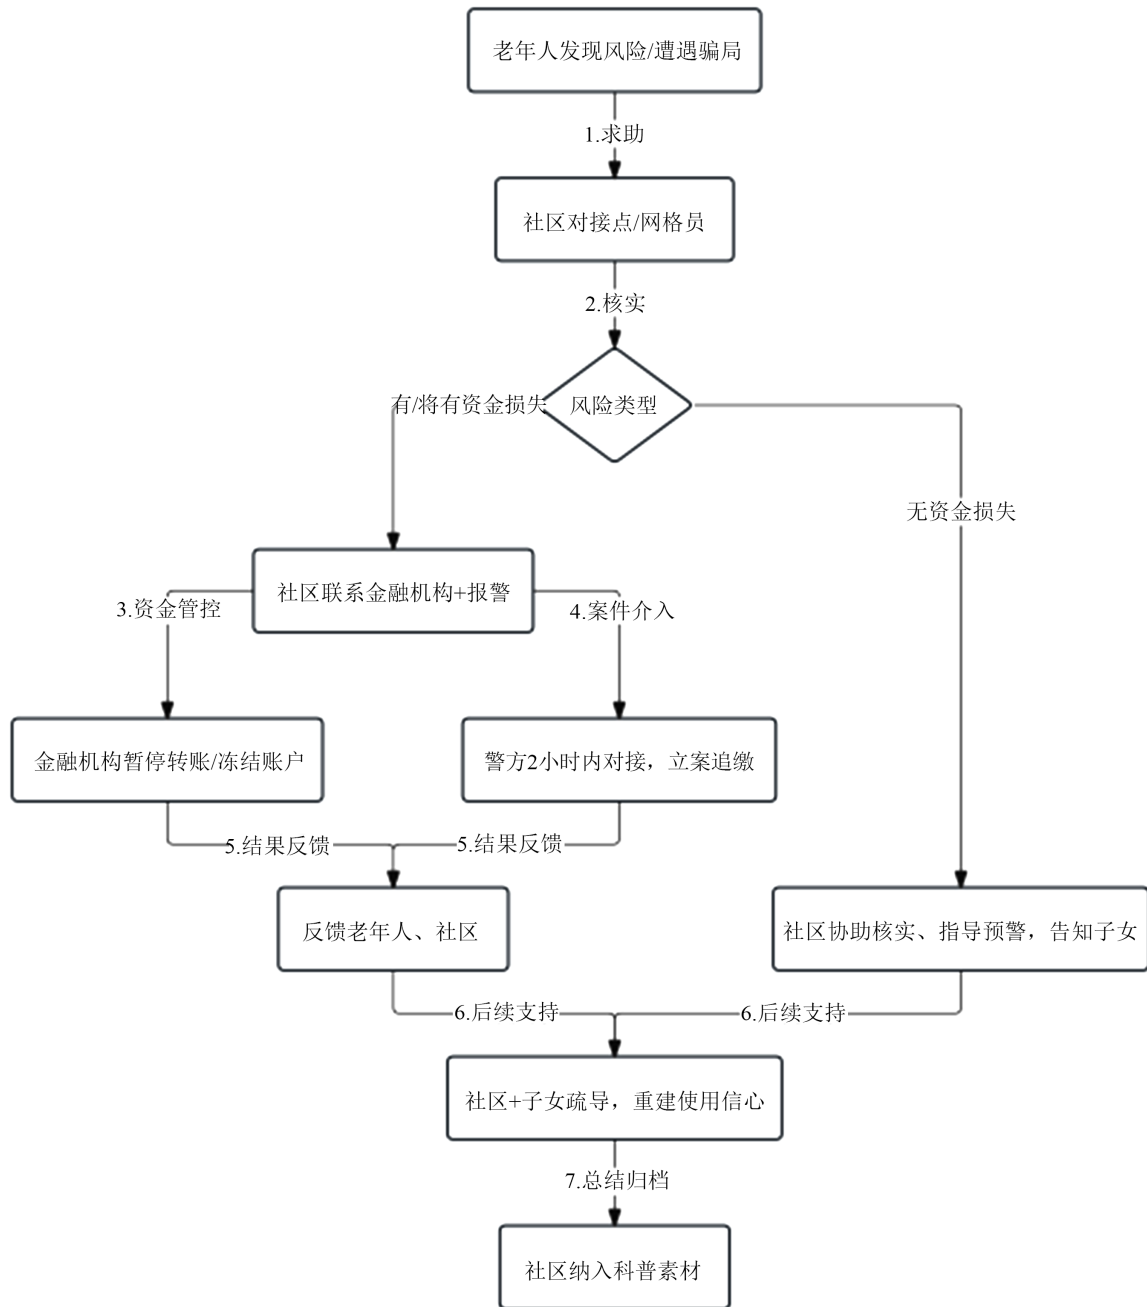 老年人发现风险/遭遇骗局
1.求助
社区对接点/网格员
2.核实
有/将有资金损失
风险类型
无资金损失
社区联系金融机构+报警
3.资金管控
4.案件介入
金融机构暂停转账/冻结账户
警方2小时内对接，立案追缴
5.结果反馈
5.结果反馈
反馈老年人、社区
社区协助核实、指导预警，告知子女
6.后续支持
6.后续支持
社区+子女疏导，重建使用信心
7.总结归档
社区纳入科普素材